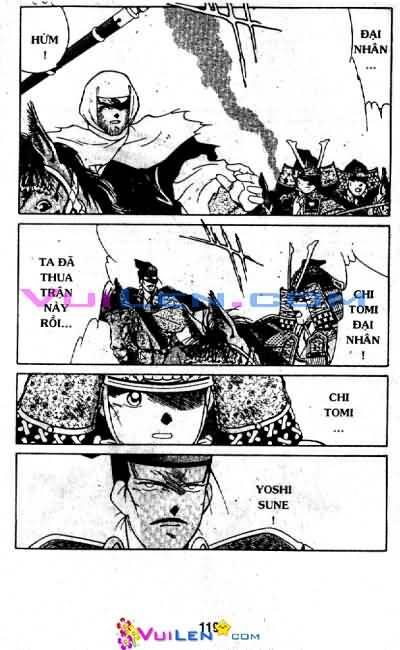 HỪM
!
ĐẠI
NHÂN
...
TA ĐÃ
THUA
TRẬN
NÀY
RỒI...
CHI
TOMI
ĐẠI
NHÂN
!
VUILEN.COM
CHI
TOMI
...
YOSHI
SUNE
!
119
VUILEN.COM